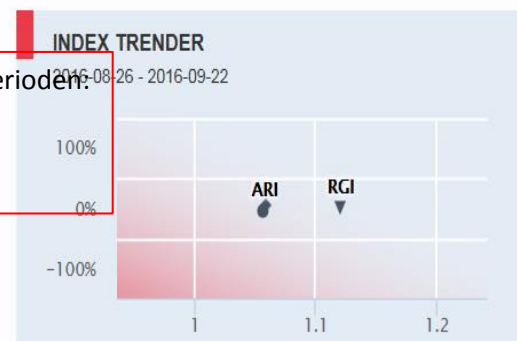 INDEX TRENDER
erioden:
2016-08-26 - 2016-09-22
100%
ARI RGI
0%
-100%
1 1.1 1.2